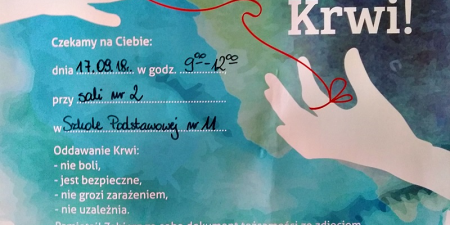 Krwi!
Czekamy na Ciebie:
dnia 17.09.18r. w godz. 9⁰⁰-12⁰⁰,
przy sali nr 2
w Szkole Podstawowej nr 11
Oddawanie Krwi:
- nie boli,
- jest bezpieczne,
- nie grozi zarażeniem,
- nie uzależnia.